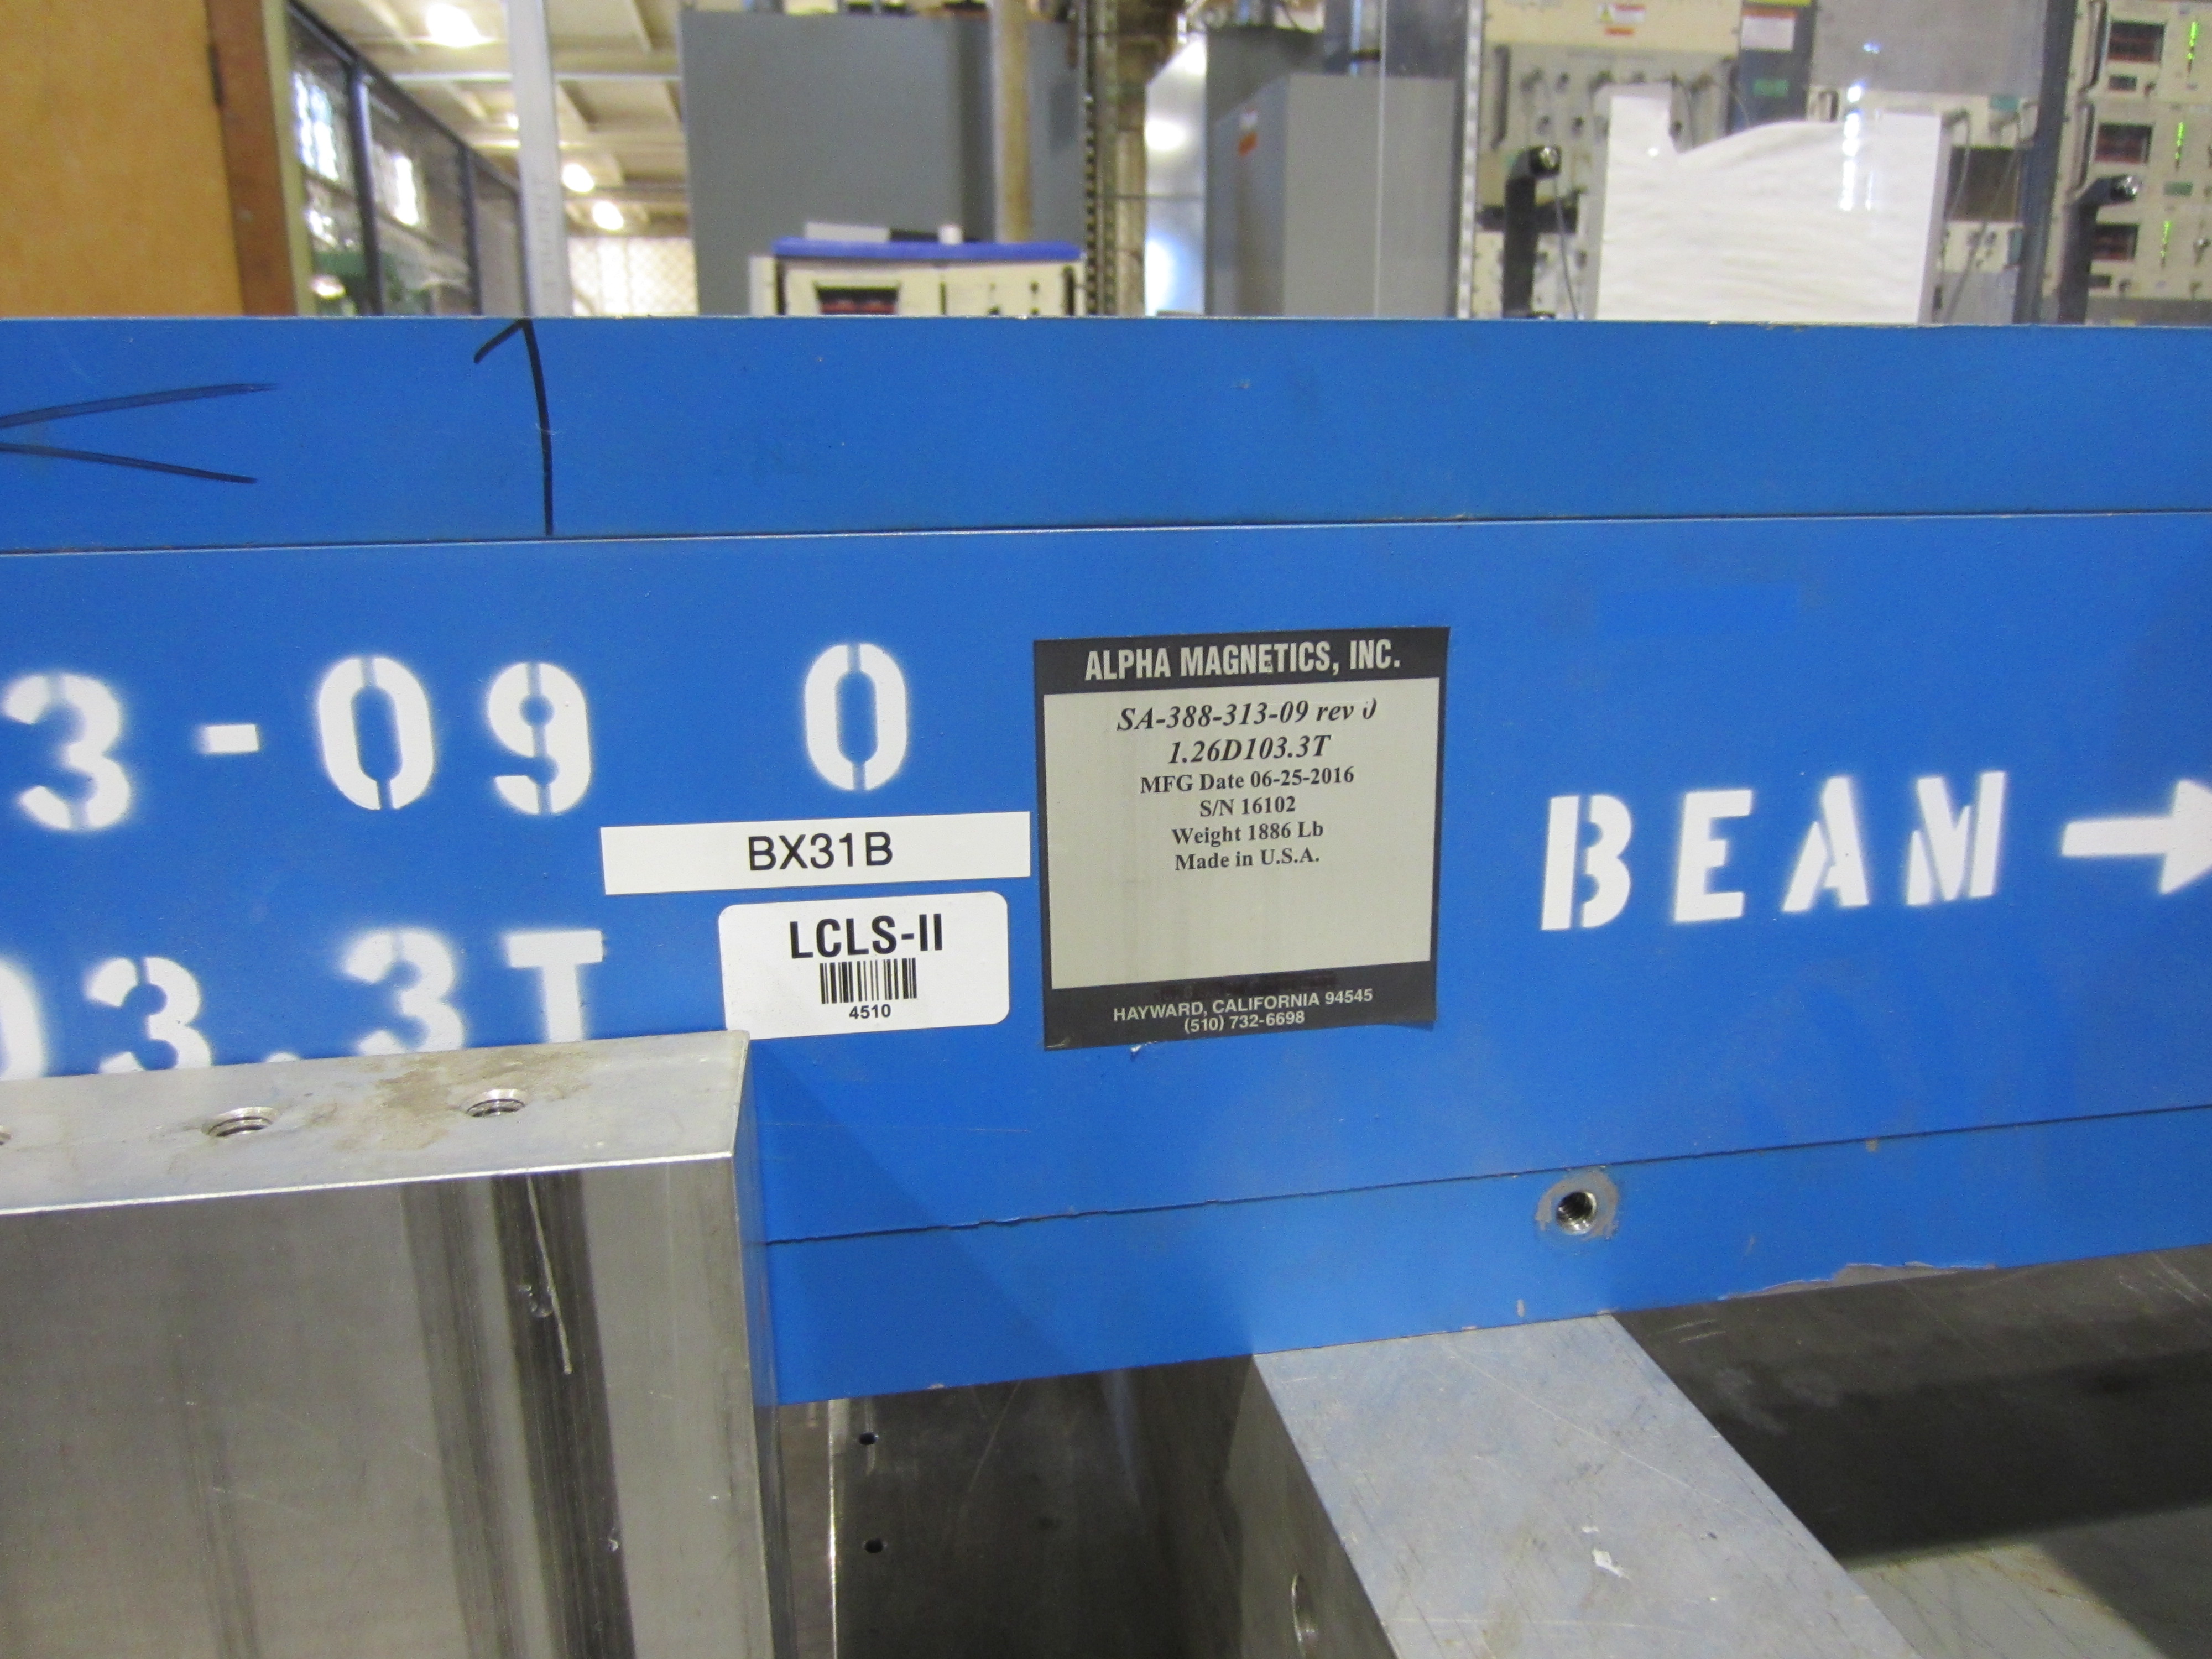 3-09 0
BX31B
03.3T
LCLS-II
4510
ALPHA MAGNETICS, INC.
SA-388-313-09 rev 0
1.26D103.3T
MFG Date 06-25-2016
S/N 16102
Weight 1886 Lb
Made in U.S.A.
HAYWARD, CALIFORNIA 94545
(510) 732-6698
BEAM →